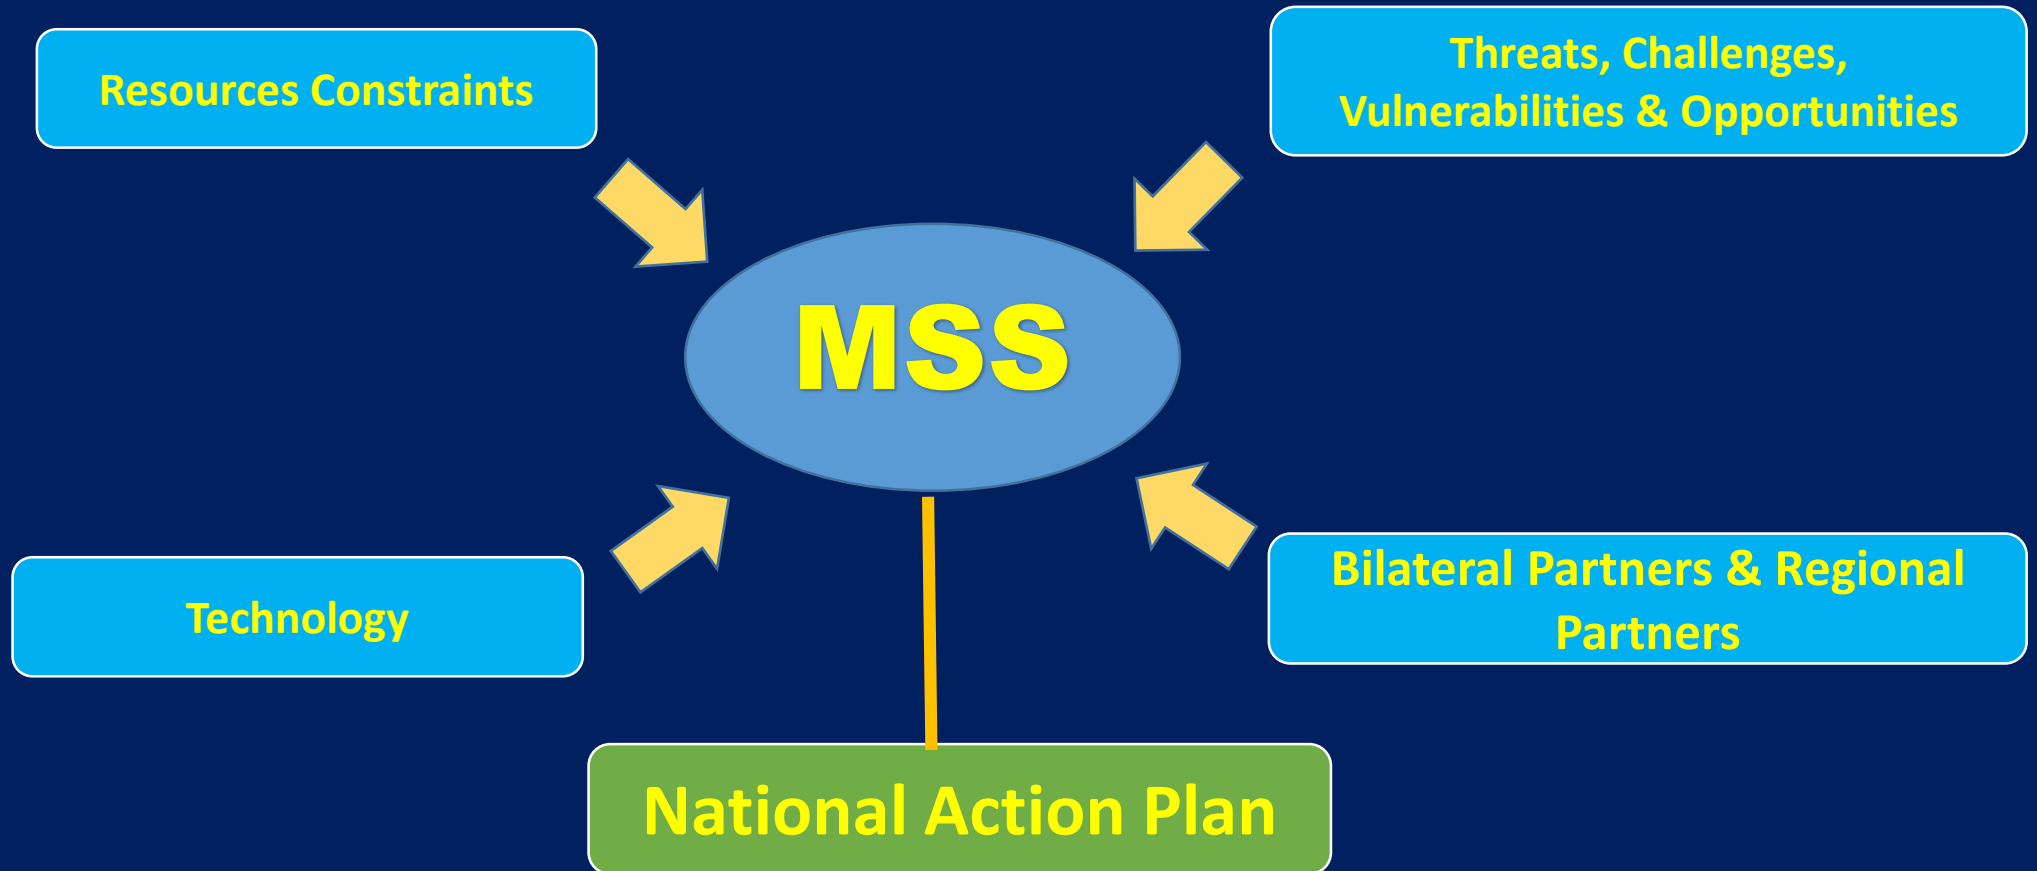 Resources Constraints
Threats, Challenges,
Vulnerabilities & Opportunities
MSS
Technology
Bilateral Partners & Regional
Partners
National Action Plan